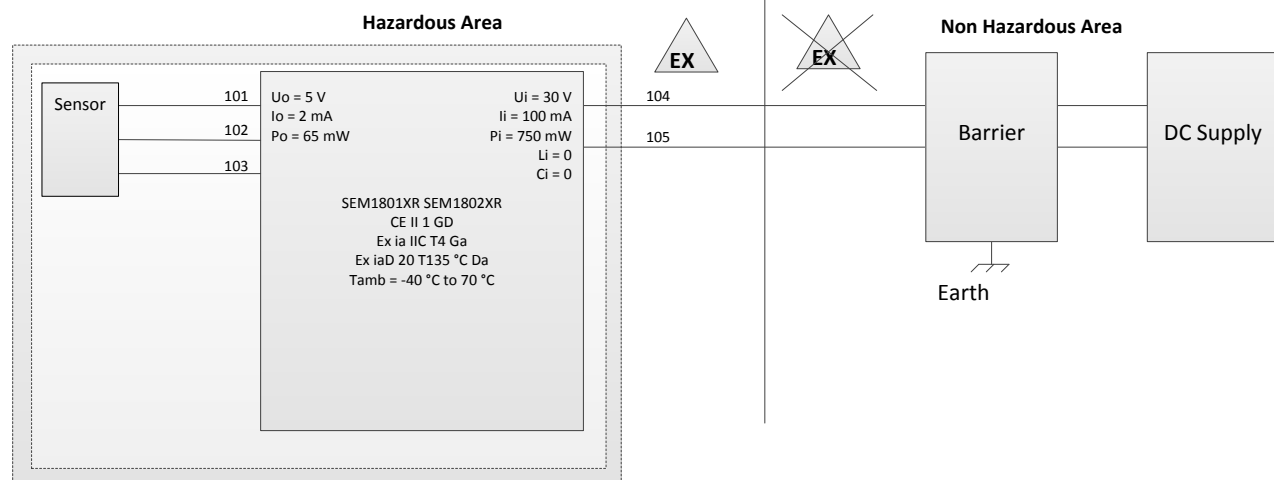 Hazardous Area
Non Hazardous Area
EX
EX
Sensor
101
102
103
Uo = 5 V
Io = 2 mA
Po = 65 mW
Ui = 30 V
Ii = 100 mA
Pi = 750 mW
Li = 0
Ci = 0
SEM1801XR SEM1802XR
CE II 1 GD
Ex ia IIC T4 Ga
Ex iaD 20 T135 °C Da
Tamb = -40 °C to 70 °C
104
105
Barrier
DC Supply
Earth